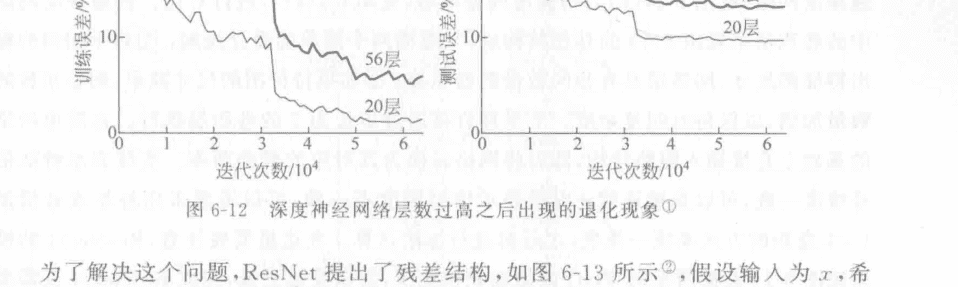 训练误差/%
10
0
56层
20层
0 1 2 3 4 5 6
迭代次数/10⁴
测试误差/%
10
0
20层
0 1 2 3 4 5 6
迭代次数/10⁴
图 6-12 深度神经网络层数过高之后出现的退化现象①
为了解决这个问题,ResNet 提出了残差结构,如图 6-13 所示②,假设输入为 x,希